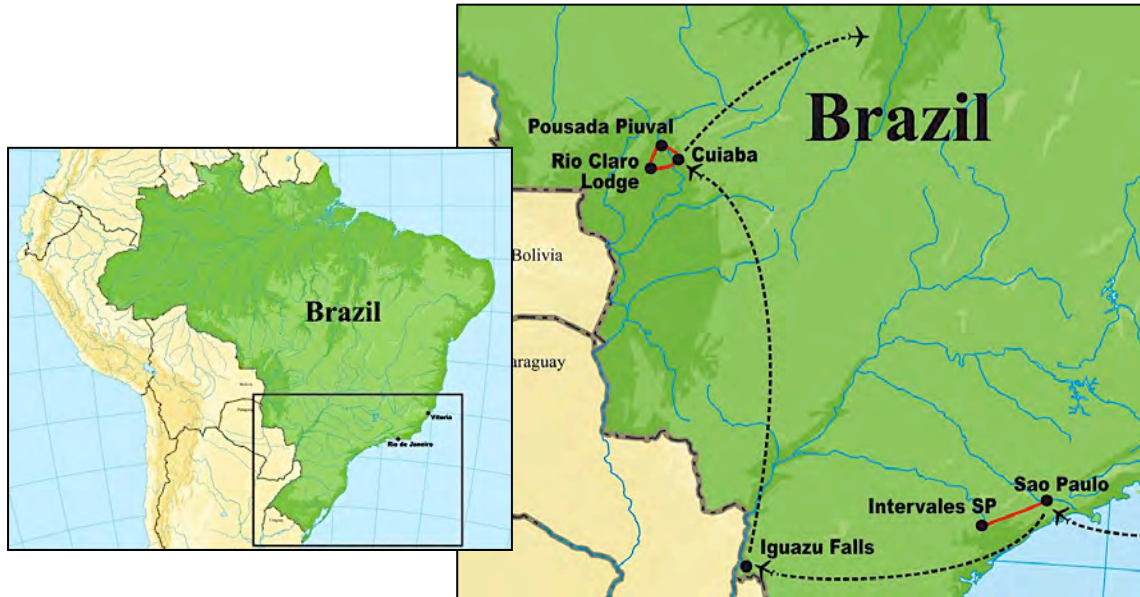 Brazil
Vitoria
Rio de Janeiro
Brazil
Pousada Piuval
Cuiaba
Rio Claro
Lodge
Bolivia
araguay
Sao Paulo
Intervales SP
Iguazu Falls